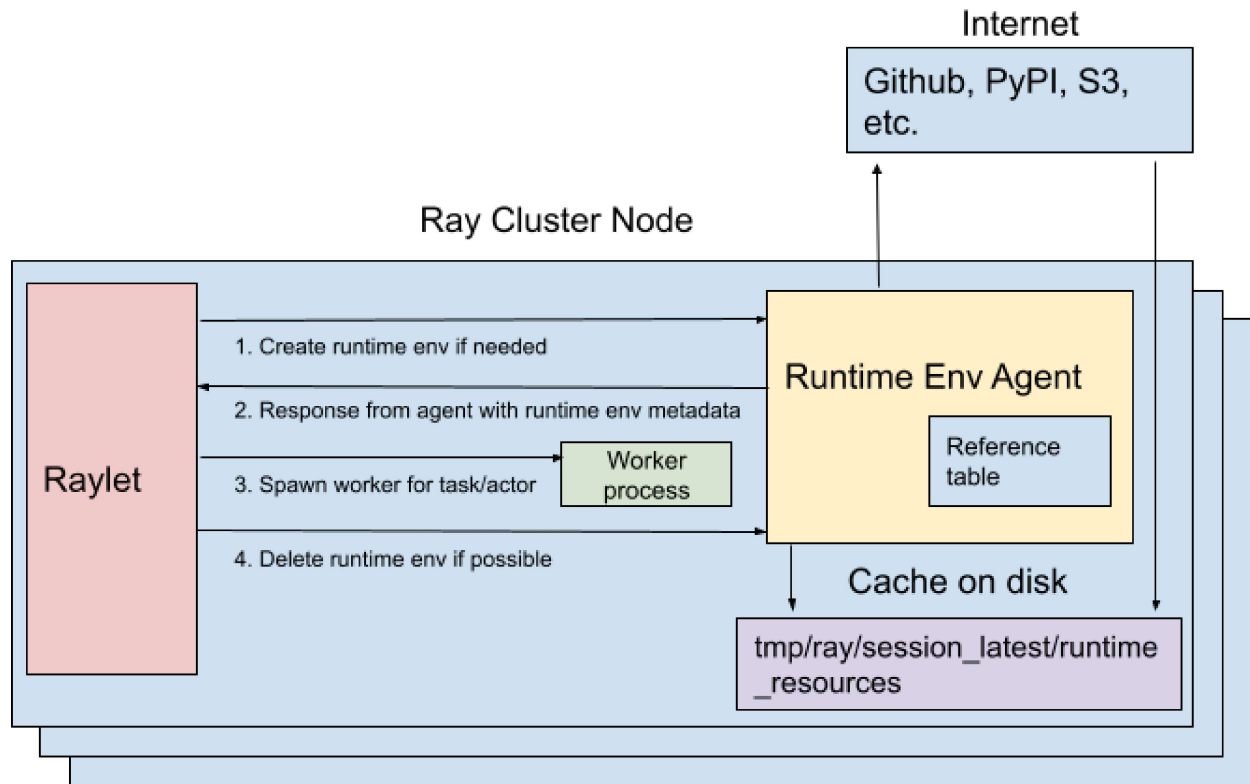 Internet
Github, PyPI, S3,
etc.
Ray Cluster Node
1. Create runtime env if needed
Runtime Env Agent
2. Response from agent with runtime env metadata
Raylet
3. Spawn worker for task/actor
Worker
process
Reference
table
4. Delete runtime env if possible
Cache on disk
tmp/ray/session_latest/runtime
_resources